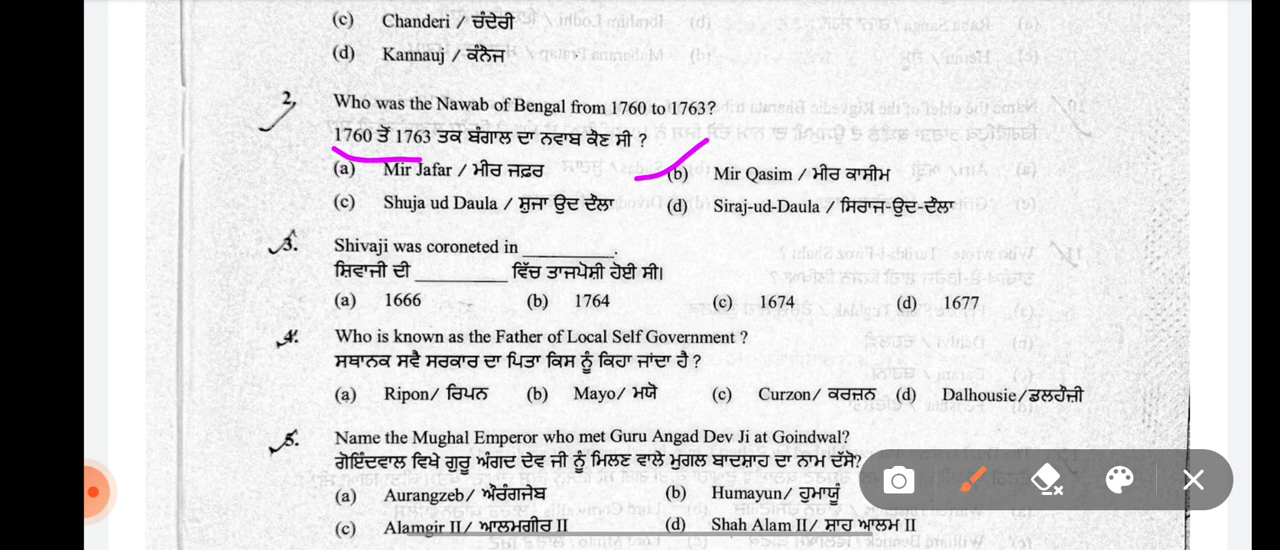 (c) Chanderi / ਚੰਦੇਰੀ
(d) Kannauj / ਕੰਨੌਜ
2. Who was the Nawab of Bengal from 1760 to 1763?
1760 ਤੋਂ 1763 ਤਕ ਬੰਗਾਲ ਦਾ ਨਵਾਬ ਕੌਣ ਸੀ ?
(a) Mir Jafar / ਮੀਰ ਜਫ਼ਰ (b) Mir Qasim / ਮੀਰ ਕਾਸੀਮ
(c) Shuja ud Daula / ਸ਼ੁਜਾ ਉਦ ਦੌਲਾ (d) Siraj-ud-Daula / ਸਿਰਾਜ-ਉਦ-ਦੌਲਾ
3. Shivaji was coroneted in ________.
ਸ਼ਿਵਾਜੀ ਦੀ ________ ਵਿੱਚ ਤਾਜਪੋਸ਼ੀ ਹੋਈ ਸੀ।
(a) 1666 (b) 1764 (c) 1674 (d) 1677
4. Who is known as the Father of Local Self Government ?
ਸਥਾਨਕ ਸਵੈ ਸਰਕਾਰ ਦਾ ਪਿਤਾ ਕਿਸ ਨੂੰ ਕਿਹਾ ਜਾਂਦਾ ਹੈ ?
(a) Ripon/ ਰਿਪਨ (b) Mayo/ ਮਯੋ (c) Curzon/ ਕਰਜ਼ਨ (d) Dalhousie/ਡਲਹੌਜ਼ੀ
5. Name the Mughal Emperor who met Guru Angad Dev Ji at Goindwal?
ਗੋਇੰਦਵਾਲ ਵਿਖੇ ਗੁਰੂ ਅੰਗਦ ਦੇਵ ਜੀ ਨੂੰ ਮਿਲਣ ਵਾਲੇ ਮੁਗਲ ਬਾਦਸ਼ਾਹ ਦਾ ਨਾਮ ਦੱਸੋ?
(a) Aurangzeb/ ਔਰੰਗਜੇਬ (b) Humayun/ ਹੁਮਾਯੂੰ
(c) Alamgir II/ ਆਲਮਗੀਰ II (d) Shah Alam II/ ਸ਼ਾਹ ਆਲਮ II